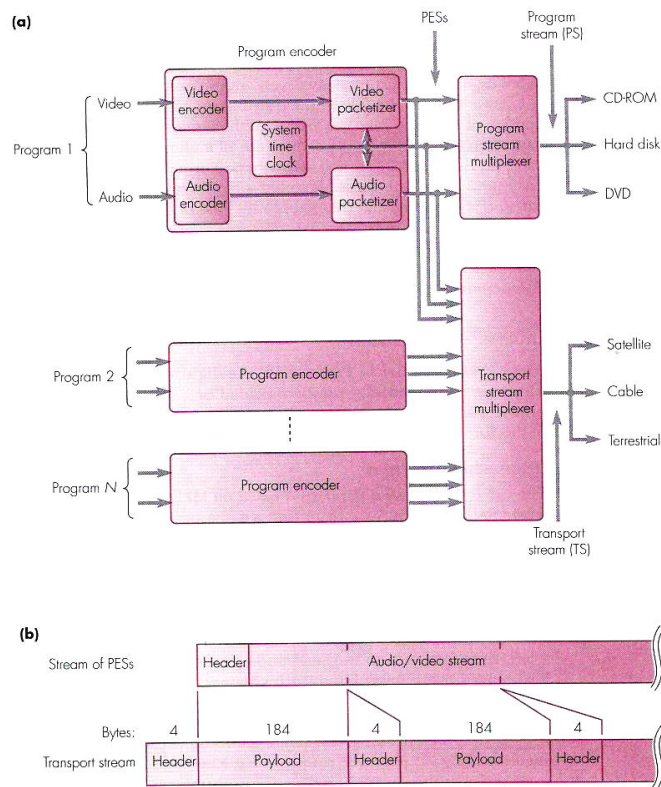 (a)
PESs
Program
stream (PS)
Program encoder
Video
Video
encoder
Video
packetizer
CD-ROM
Program 1
System
time
clock
Program
stream
multiplexer
Hard disk
Audio
Audio
encoder
Audio
packetizer
DVD
Satellite
Program 2
Program encoder
Transport
stream
multiplexer
Cable
Terrestrial
Program N
Program encoder
Transport
stream (TS)
(b)
Stream of PESs
Header
Audio/video stream
Bytes:
4
184
4
184
4
Transport stream
Header
Payload
Header
Payload
Header